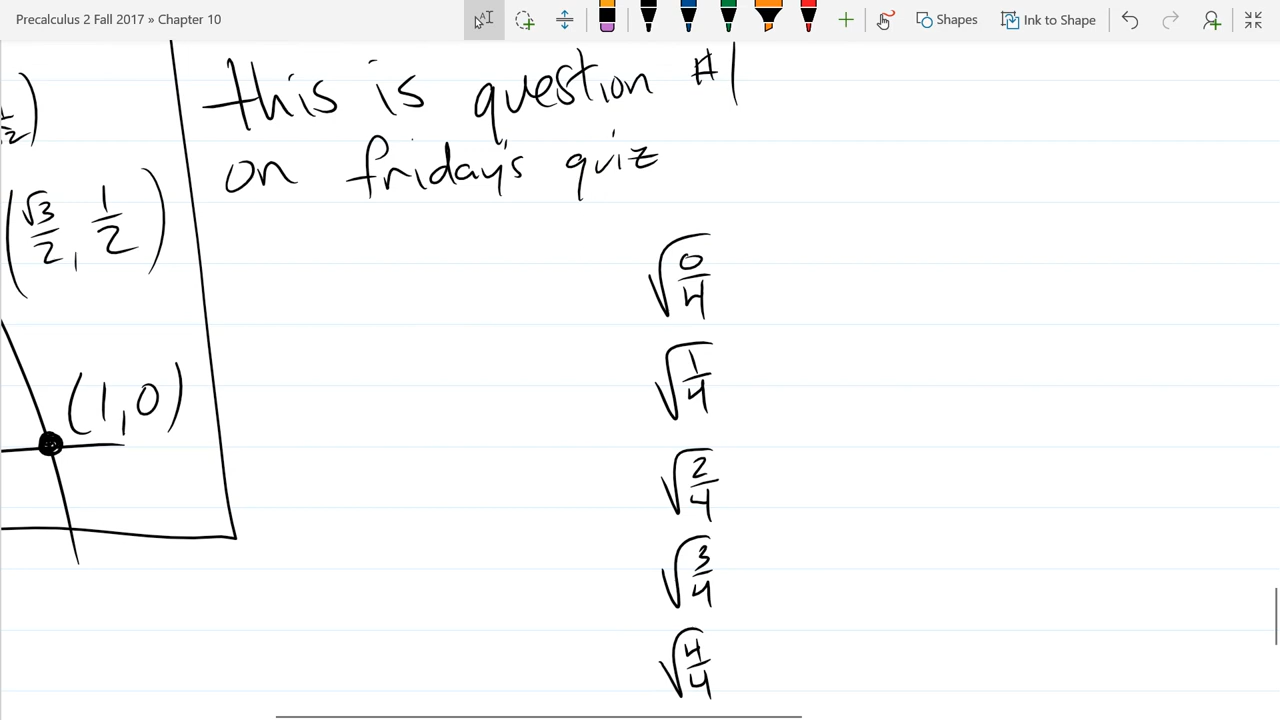 Precalculus 2 Fall 2017 » Chapter 10
Shapes
Ink to Shape
this is question #1
on friday's quiz
(√3/2, 1/2)
(1,0)
√(0/4)
√(1/4)
√(2/4)
√(3/4)
√(4/4)